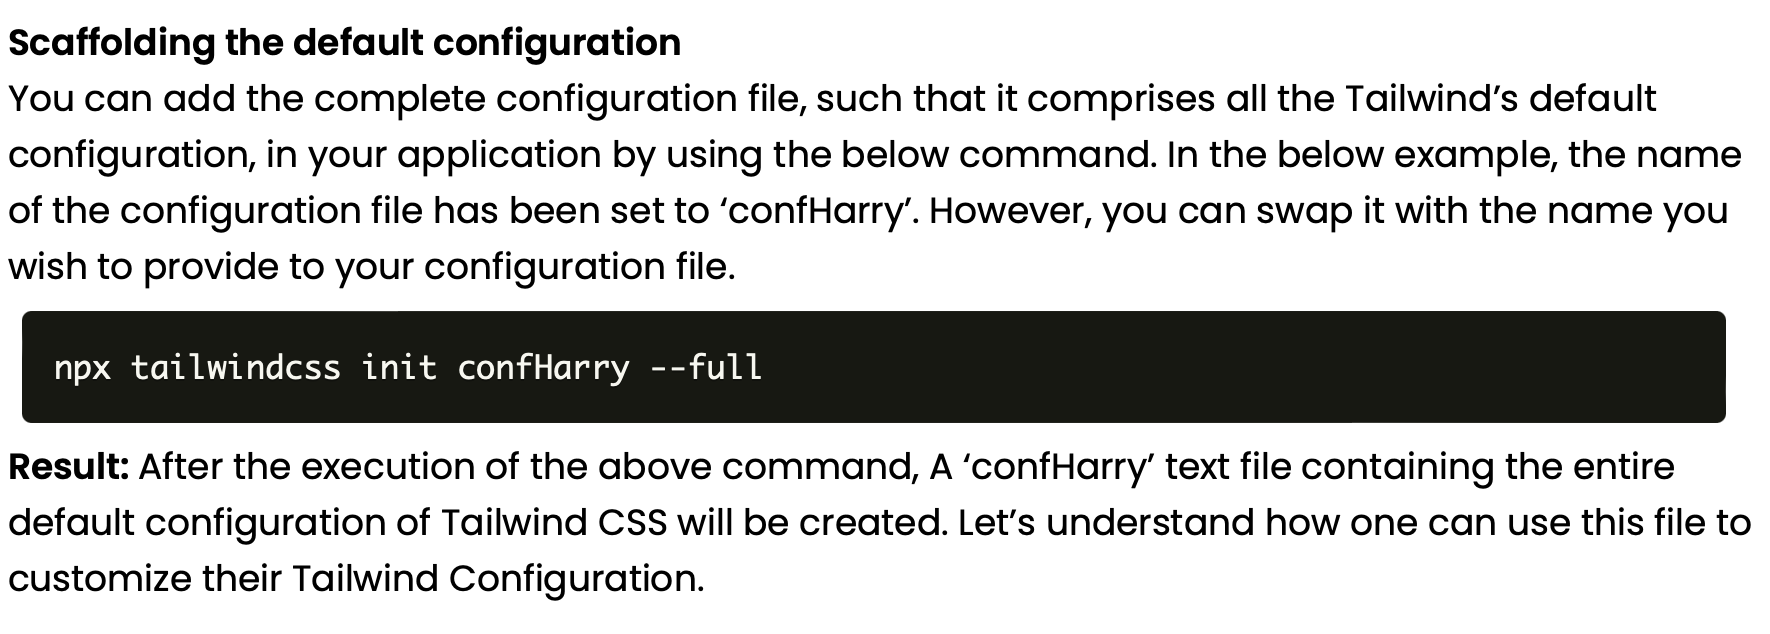 Scaffolding the default configuration
You can add the complete configuration file, such that it comprises all the Tailwind’s default
configuration, in your application by using the below command. In the below example, the name
of the configuration file has been set to ‘confHarry’. However, you can swap it with the name you
wish to provide to your configuration file.
npx tailwindcss init confHarry --full
Result: After the execution of the above command, A ‘confHarry’ text file containing the entire
default configuration of Tailwind CSS will be created. Let’s understand how one can use this file to
customize their Tailwind Configuration.